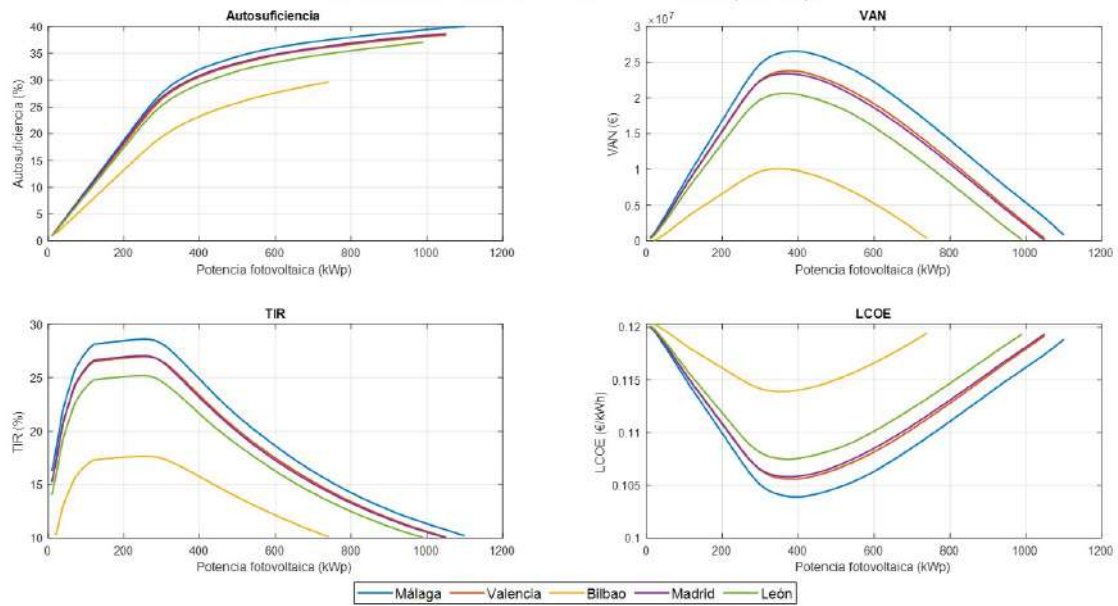 Autosuficiencia
Autosuficiencia (%)
40
35
30
25
20
15
10
5
0
0 200 400 600 800 1000 1200
Potencia fotovoltaica (kWp)
VAN
×10⁷
VAN (€)
3
2.5
2
1.5
1
0.5
0
0 200 400 600 800 1000 1200
Potencia fotovoltaica (kWp)
TIR
TIR (%)
30
25
20
15
10
0 200 400 600 800 1000 1200
Potencia fotovoltaica (kWp)
LCOE
LCOE (€/kWh)
0.12
0.115
0.11
0.105
0.1
0 200 400 600 800 1000 1200
Potencia fotovoltaica (kWp)
Málaga Valencia Bilbao Madrid León